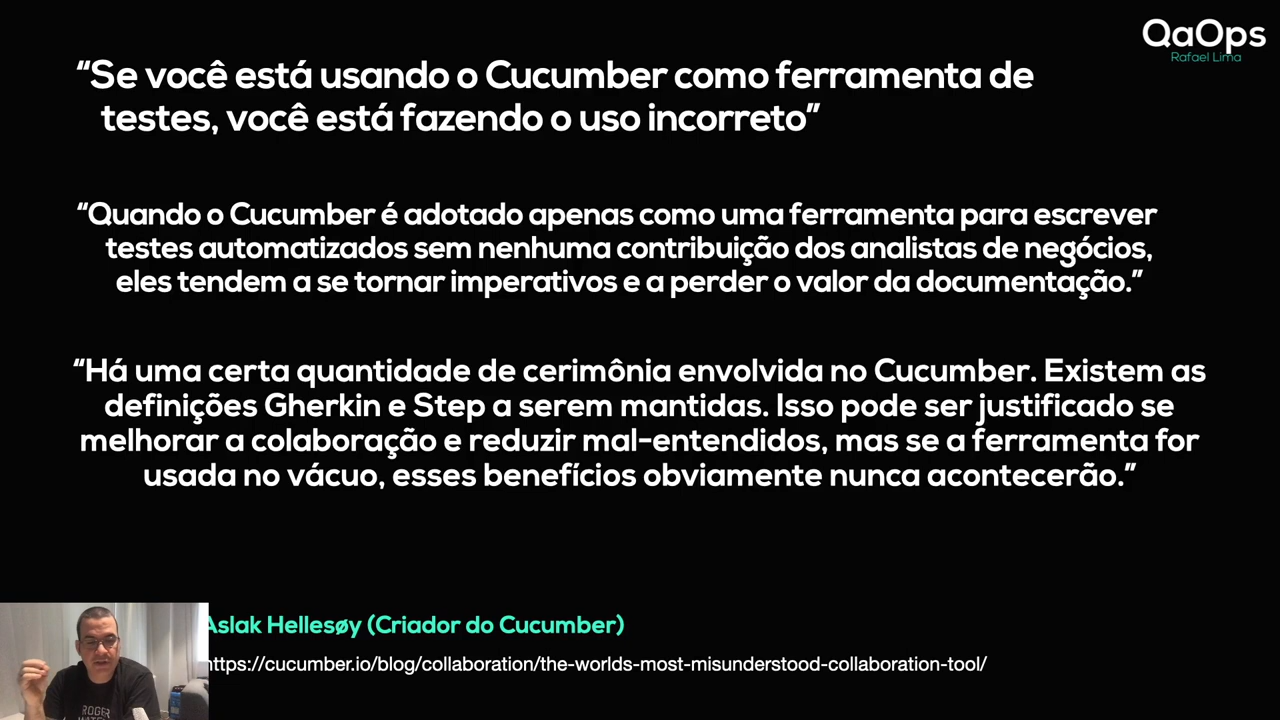 QaOps
Rafael Lima
“Se você está usando o Cucumber como ferramenta de
testes, você está fazendo o uso incorreto”
“Quando o Cucumber é adotado apenas como uma ferramenta para escrever
testes automatizados sem nenhuma contribuição dos analistas de negócios,
eles tendem a se tornar imperativos e a perder o valor da documentação.”
“Há uma certa quantidade de cerimônia envolvida no Cucumber. Existem as
definições Gherkin e Step a serem mantidas. Isso pode ser justificado se
melhorar a colaboração e reduzir mal-entendidos, mas se a ferramenta for
usada no vácuo, esses benefícios obviamente nunca acontecerão.”
Aslak Hellesøy (Criador do Cucumber)
https://cucumber.io/blog/collaboration/the-worlds-most-misunderstood-collaboration-tool/
ROGER